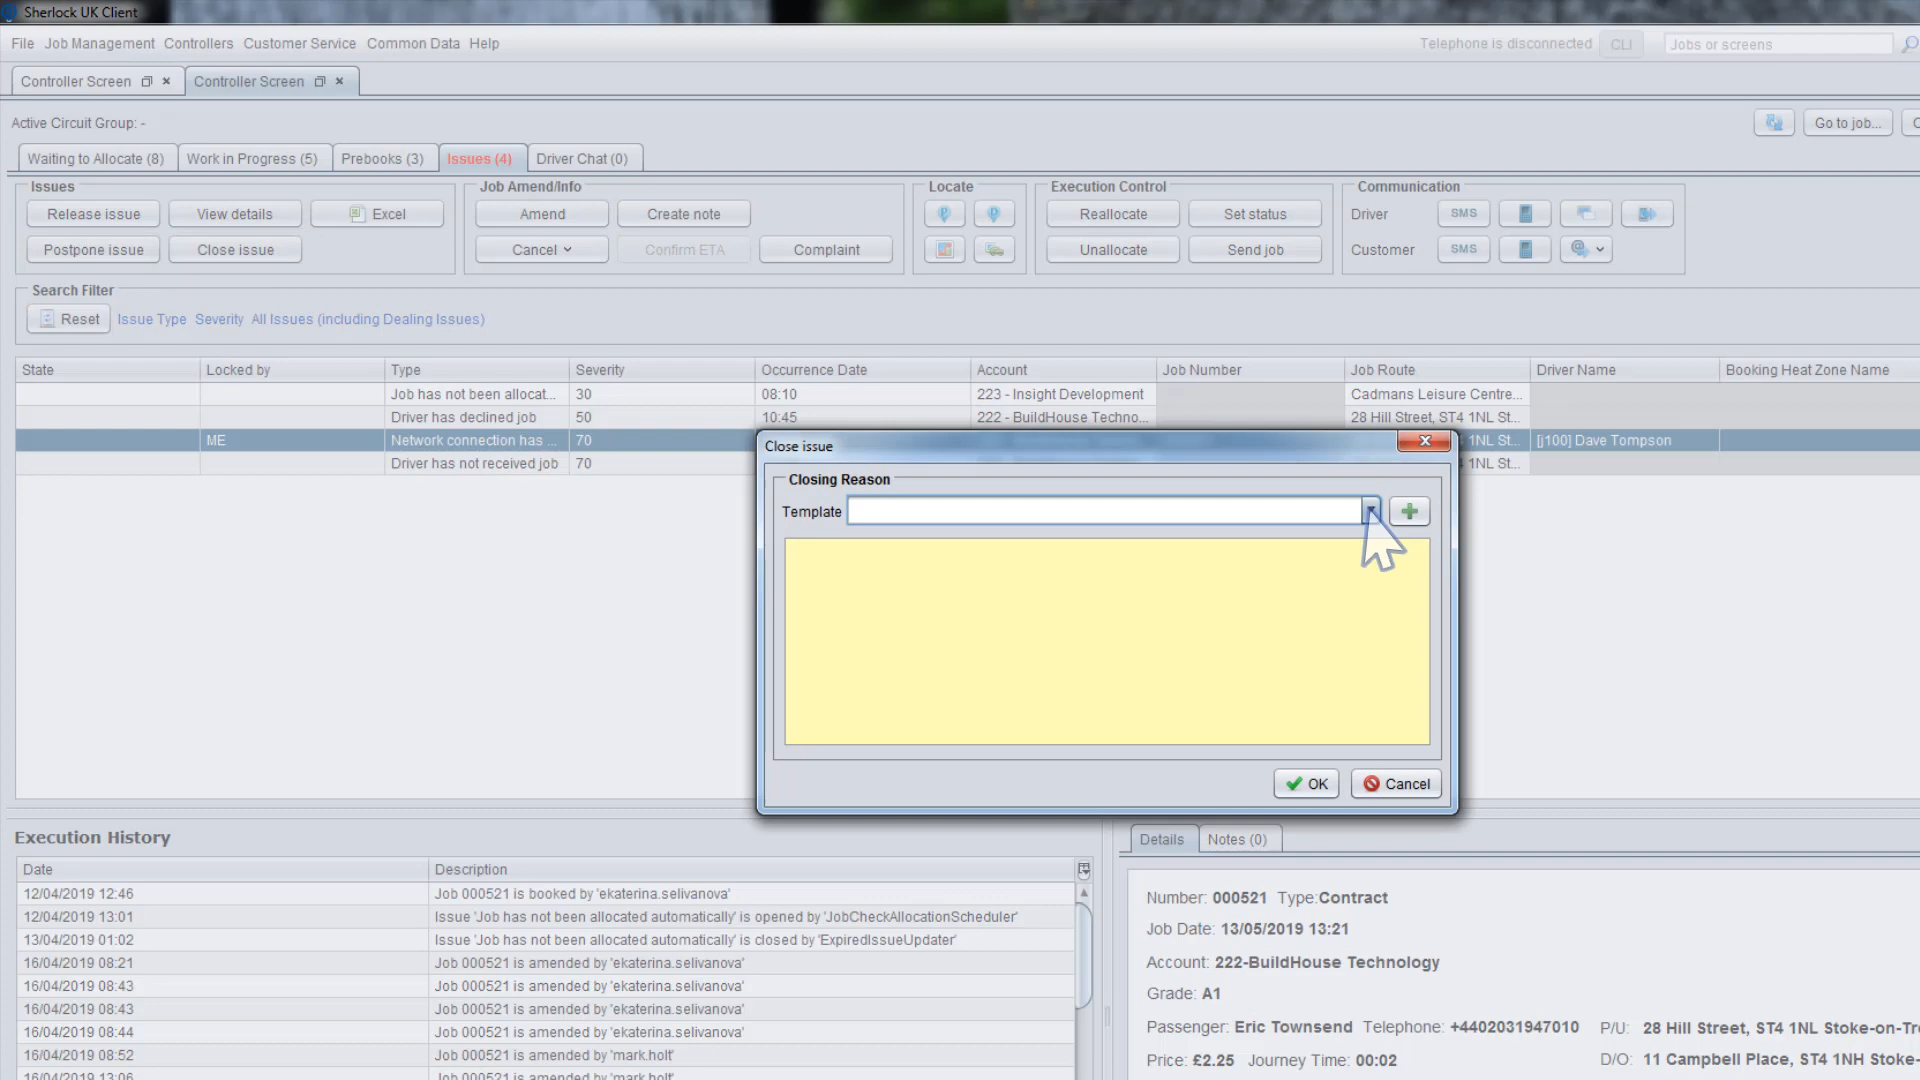 Sherlock UK Client
File Job Management Controllers Customer Service Common Data Help
Telephone is disconnected CLI Jobs or screens
Controller Screen Controller Screen
Active Circuit Group: -
Go to job...
Waiting to Allocate (8) Work in Progress (5) Prebooks (3) Issues (4) Driver Chat (0)
Issues Job Amend/Info Locate Execution Control Communication
Release issue View details Excel Amend Create note Reallocate Set status Driver SMS
Postpone issue Close issue Cancel Confirm ETA Complaint Unallocate Send job Customer SMS
Search Filter
Reset Issue Type Severity All Issues (including Dealing Issues)
State Locked by Type Severity Occurrence Date Account Job Number Job Route Driver Name Booking Heat Zone Name
Job has not been allocat... 30 08:10 223 - Insight Development Cadmans Leisure Centre...
Driver has declined job 50 10:45 222 - BuildHouse Techno... 28 Hill Street, ST4 1NL St...
ME Network connection has ... 70 1NL St... [j100] Dave Tompson
Driver has not received job 70 1NL St...
Close issue
Closing Reason
Template
OK Cancel
Execution History
Date Description
12/04/2019 12:46 Job 000521 is booked by 'ekaterina.selivanova'
12/04/2019 13:01 Issue 'Job has not been allocated automatically' is opened by 'JobCheckAllocationScheduler'
13/04/2019 01:02 Issue 'Job has not been allocated automatically' is closed by 'ExpiredIssueUpdater'
16/04/2019 08:21 Job 000521 is amended by 'ekaterina.selivanova'
16/04/2019 08:43 Job 000521 is amended by 'ekaterina.selivanova'
16/04/2019 08:43 Job 000521 is amended by 'ekaterina.selivanova'
16/04/2019 08:44 Job 000521 is amended by 'ekaterina.selivanova'
16/04/2019 08:52 Job 000521 is amended by 'mark.holt'
16/04/2019 13:06 Job 000521 is amended by 'mark.holt'
Details Notes (0)
Number: 000521 Type:Contract
Job Date: 13/05/2019 13:21
Account: 222-BuildHouse Technology
Grade: A1
Passenger: Eric Townsend Telephone: +4402031947010 P/U: 28 Hill Street, ST4 1NL Stoke-on-Tr
Price: £2.25 Journey Time: 00:02 D/O: 11 Campbell Place, ST4 1NH Stoke-